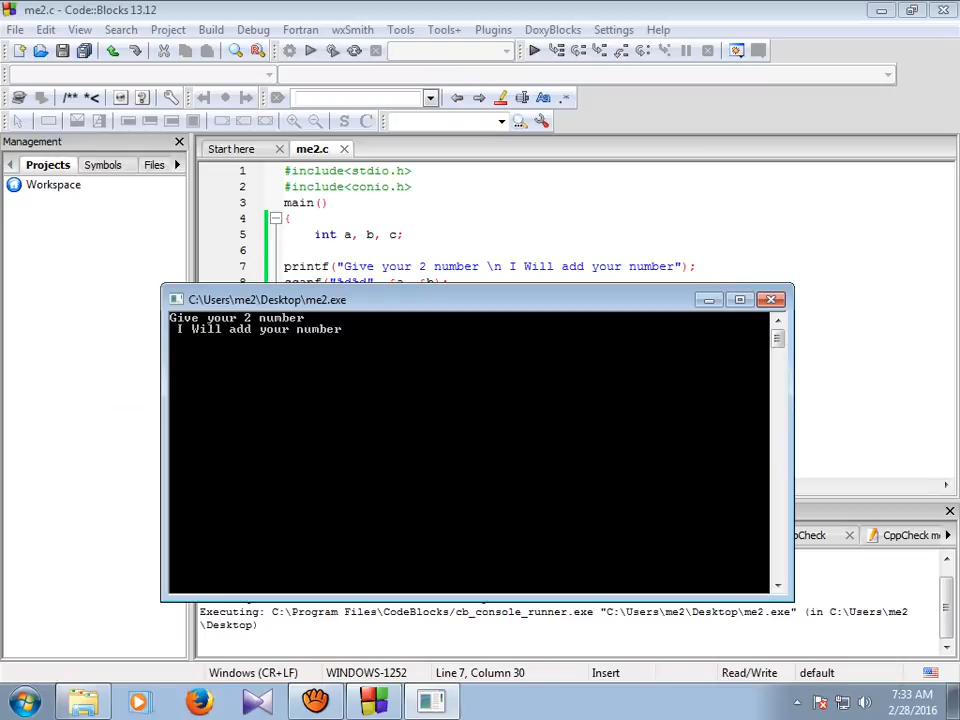 me2.c - Code::Blocks 13.12
File Edit View Search Project Build Debug Fortran wxSmith Tools Tools+ Plugins DoxyBlocks Settings Help
/** *<
S C
Management
Start here me2.c
Projects Symbols Files
Workspace
1 #include<stdio.h>
2 #include<conio.h>
3 main()
4 {
5 int a, b, c;
6
7 printf("Give your 2 number \n I Will add your number");
C:\Users\me2\Desktop\me2.exe
Give your 2 number
I Will add your number
pCheck CppCheck me
Executing: C:\Program Files\CodeBlocks/cb_console_runner.exe "C:\Users\me2\Desktop\me2.exe" (in C:\Users\me2
\Desktop)
Windows (CR+LF) WINDOWS-1252 Line 7, Column 30 Insert Read/Write default
7:33 AM
2/28/2016